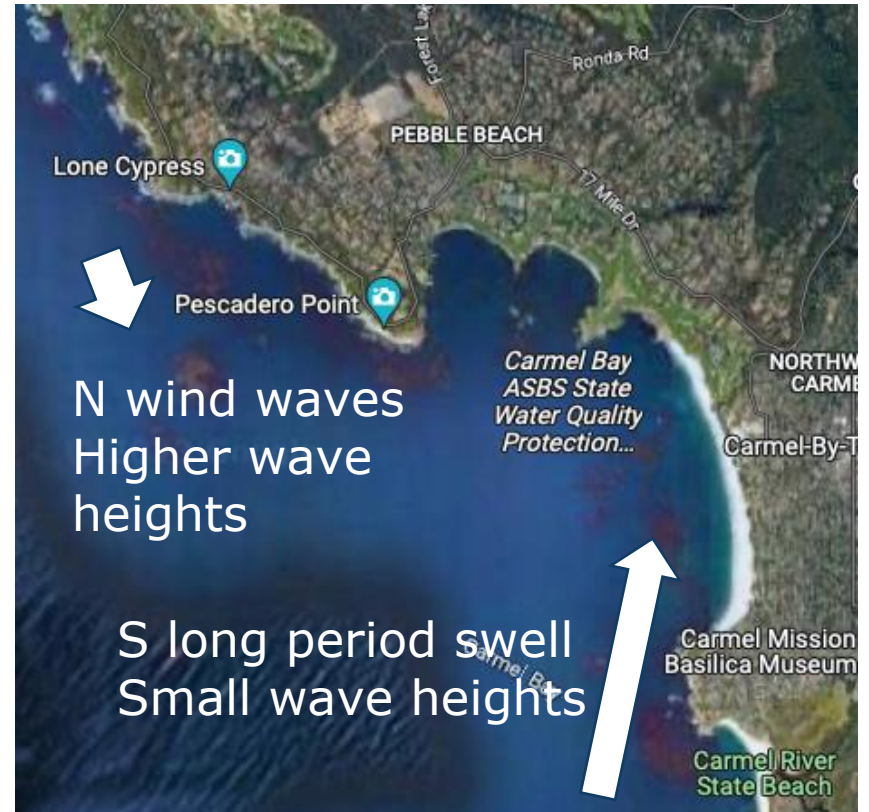 Forest La
Ronda Rd
PEBBLE BEACH
Lone Cypress
17 Mile Dr
Pescadero Point
Carmel Bay
ASBS State
Water Quality
Protection...
NORTHW
CARME
Carmel-By-T
N wind waves
Higher wave
heights
S long period swell
Small wave heights
Carmel Mission
Basilica Museum
Carmel River
State Beach